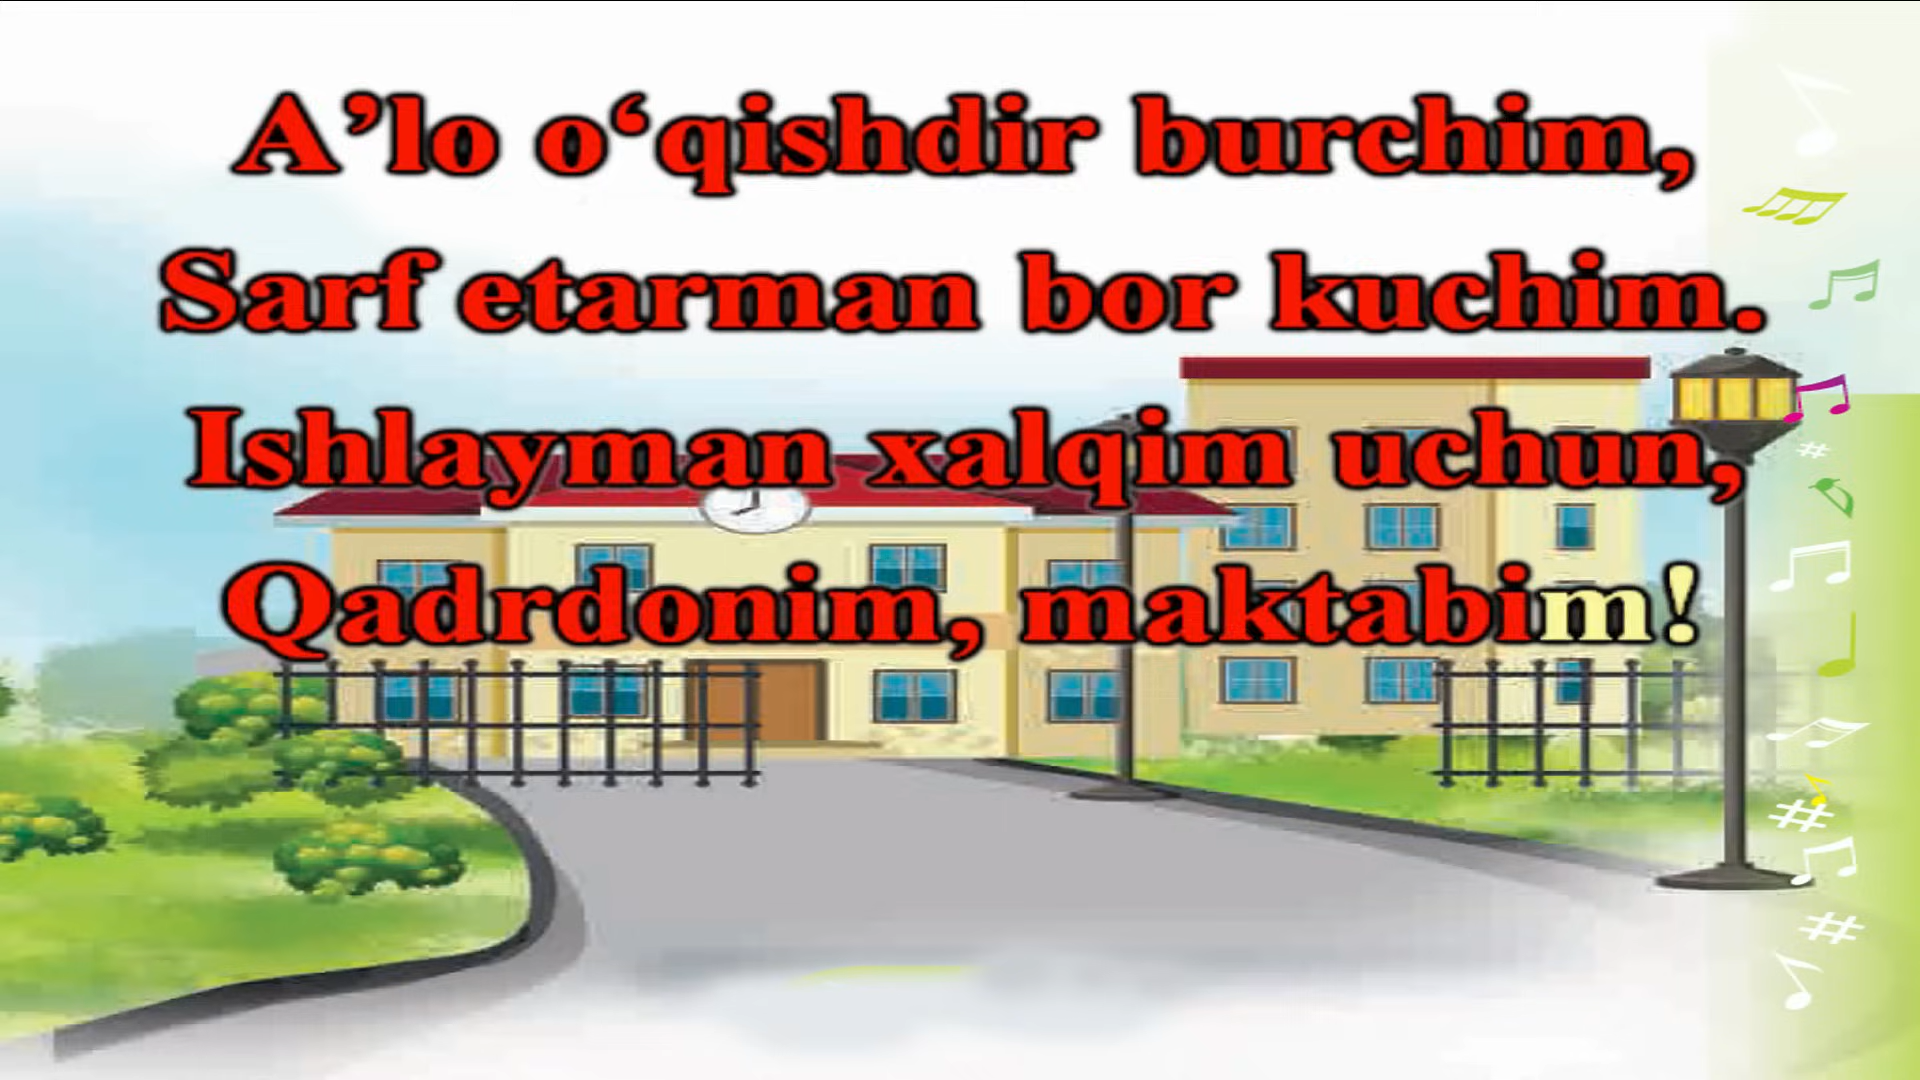 A’lo o‘qishdir burchim,
Sarf etarman bor kuchim.
Ishlayman xalqim uchun,
Qadrdonim, maktabim!